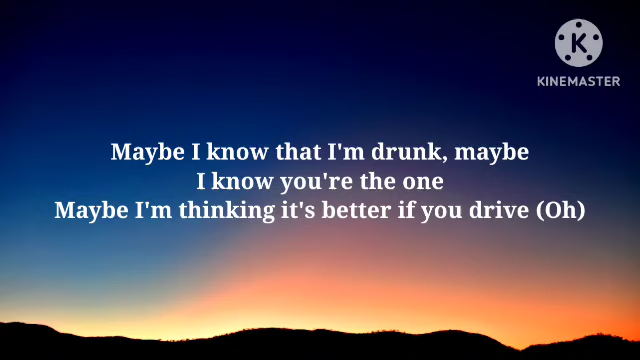 KINEMASTER
Maybe I know that I'm drunk, maybe
I know you're the one
Maybe I'm thinking it's better if you drive (Oh)